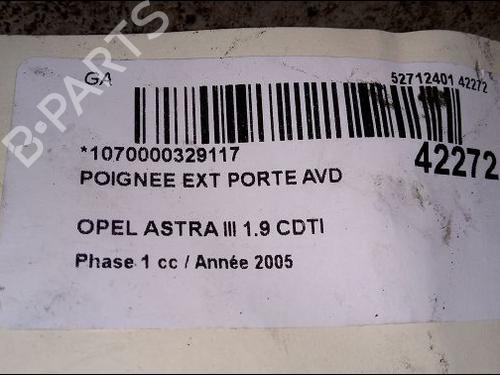 B-PARTS
GA
52712401 42272
*1070000329117
42272
POIGNEE EXT PORTE AVD
OPEL ASTRA III 1.9 CDTI
Phase 1 cc / Année 2005